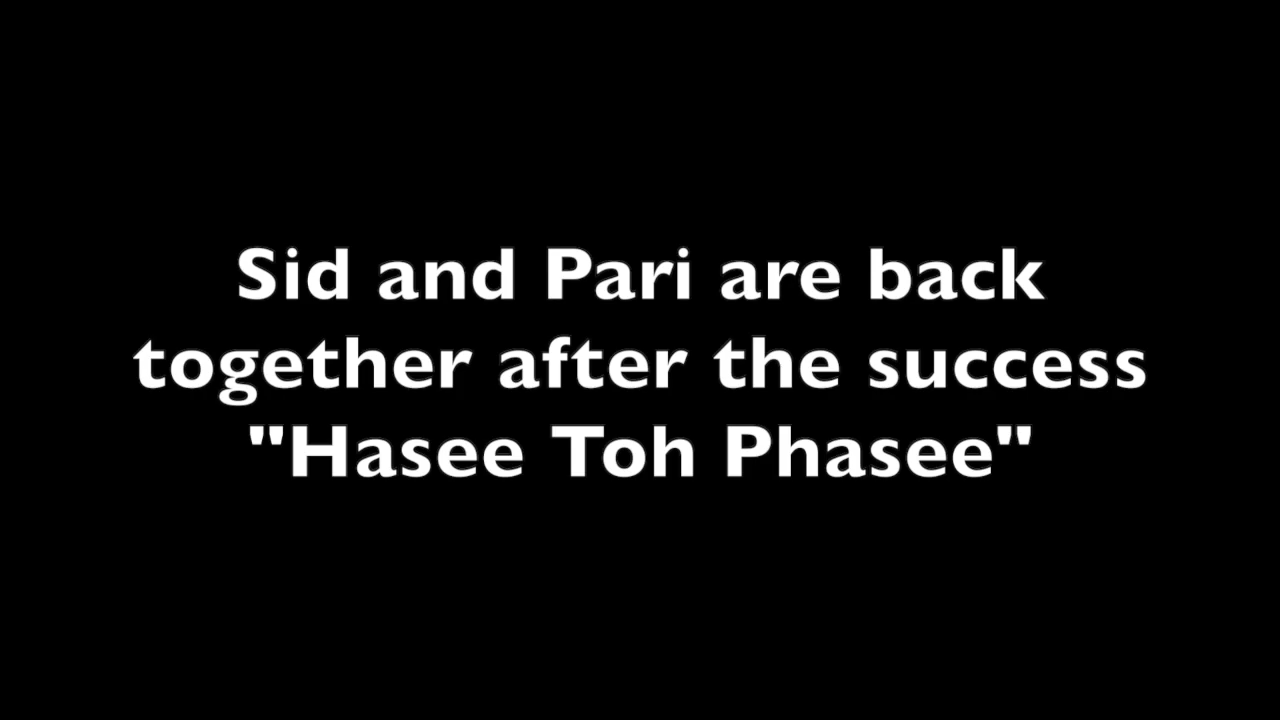 Sid and Pari are back
together after the success
"Hasee Toh Phasee"